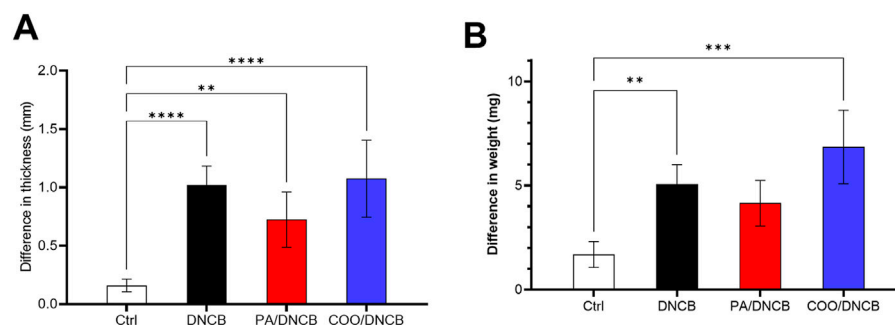 A
Difference in thickness (mm)
2.0
1.5
1.0
0.5
0.0
****
**
****
Ctrl
DNCB
PA/DNCB
COO/DNCB
B
Difference in weight (mg)
10
5
0
***
**
Ctrl
DNCB
PA/DNCB
COO/DNCB